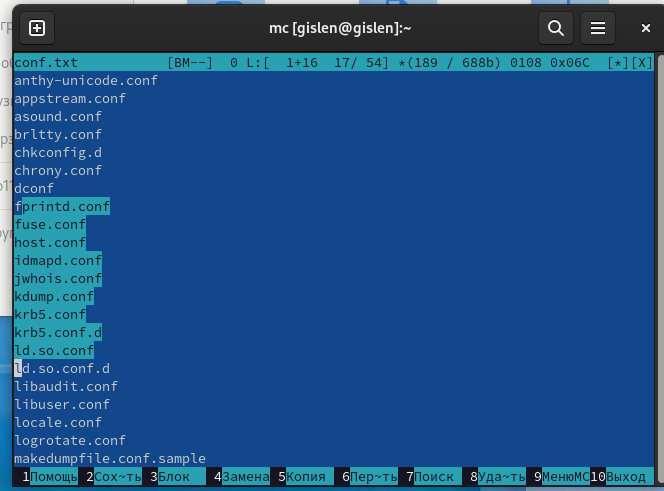 mc [gislen@gislen]:~
conf.txt [BM--] 0 L:[ 1+16 17/ 54] *(189 / 688b) 0108 0x06C [*][X]
anthy-unicode.conf
appstream.conf
asound.conf
brltty.conf
chkconfig.d
chrony.conf
dconf
fprintd.conf
fuse.conf
host.conf
idmapd.conf
jwhois.conf
kdump.conf
krb5.conf
krb5.conf.d
ld.so.conf
ld.so.conf.d
libaudit.conf
libuser.conf
locale.conf
logrotate.conf
makedumpfile.conf.sample
1Помощь 2Сох~ть 3Блок 4Замена 5Копия 6Пер~ть 7Поиск 8Уда~ть 9МенюMC 10Выход